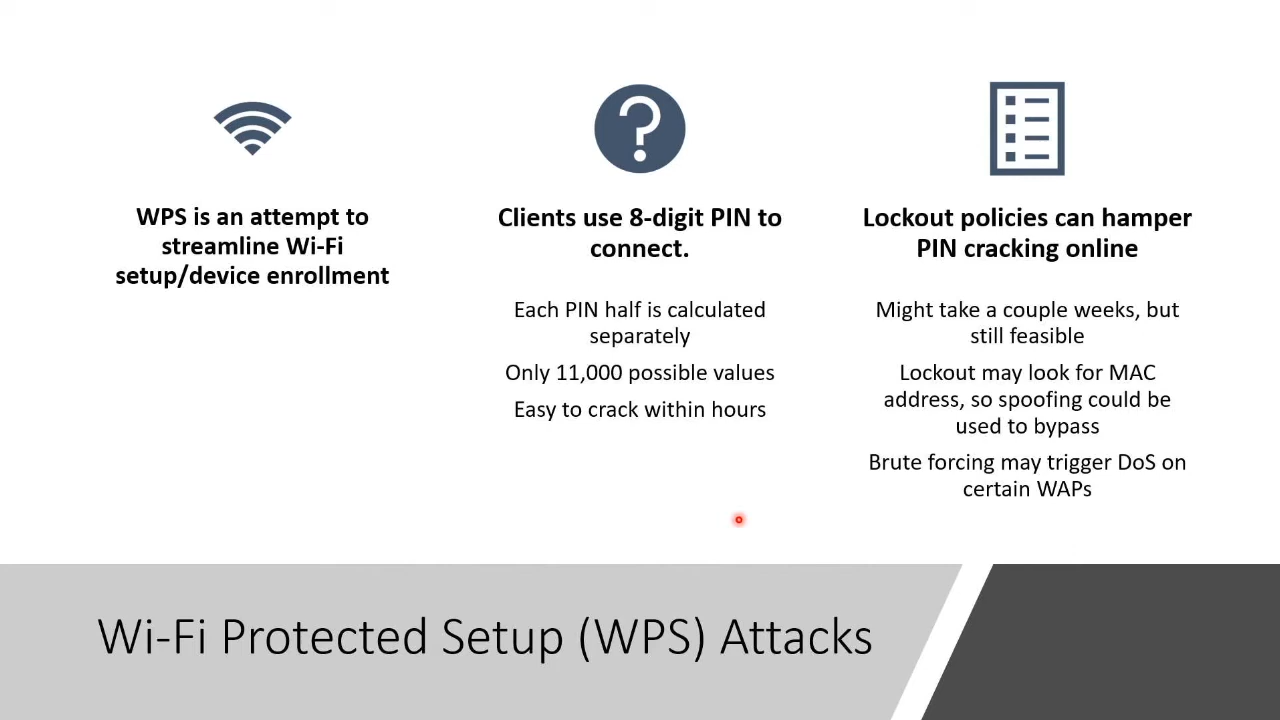 WPS is an attempt to
streamline Wi-Fi
setup/device enrollment
Clients use 8-digit PIN to
connect.
Each PIN half is calculated
separately
Only 11,000 possible values
Easy to crack within hours
Lockout policies can hamper
PIN cracking online
Might take a couple weeks, but
still feasible
Lockout may look for MAC
address, so spoofing could be
used to bypass
Brute forcing may trigger DoS on
certain WAPs
Wi-Fi Protected Setup (WPS) Attacks